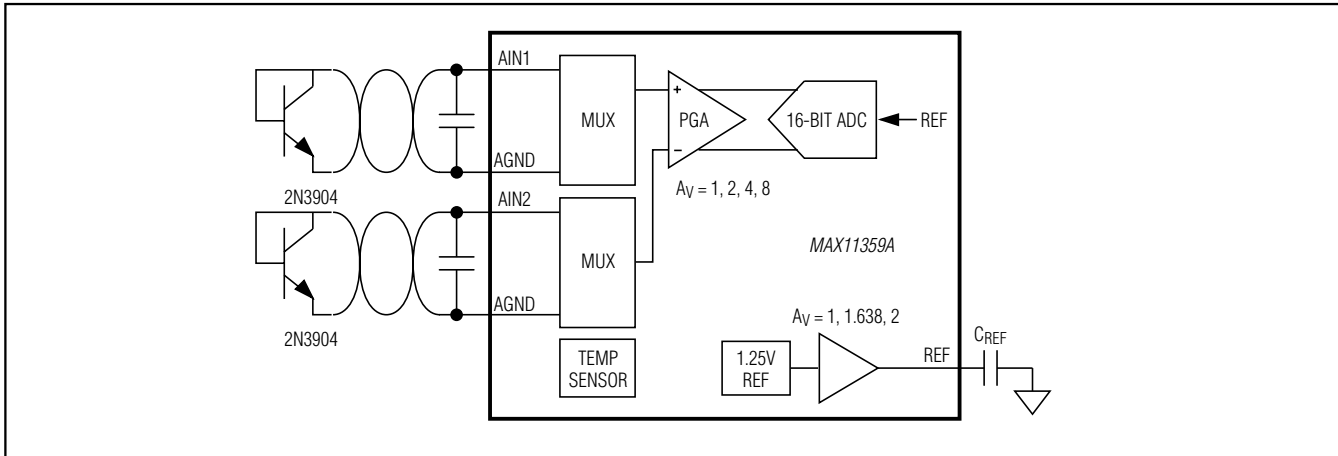 AIN1
MUX
AGND
2N3904
+
PGA
−
16-BIT ADC
REF
AV = 1, 2, 4, 8
AIN2
MUX
AGND
2N3904
MAX11359A
TEMP
SENSOR
1.25V
REF
AV = 1, 1.638, 2
REF
CREF